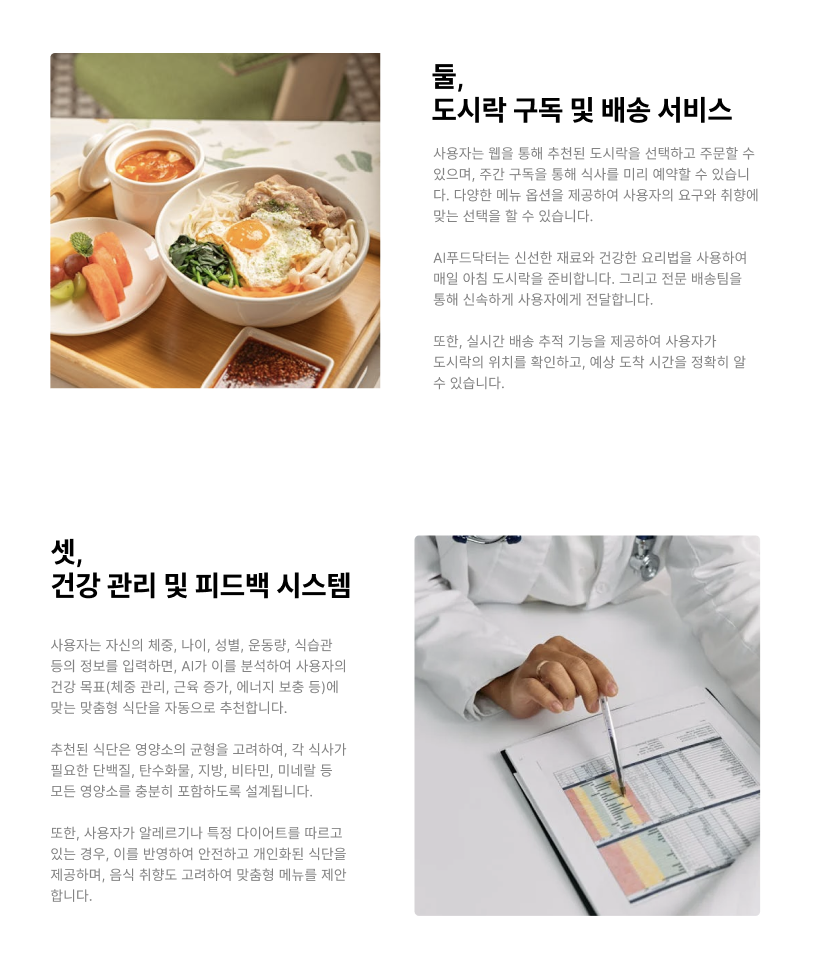 둘,
도시락 구독 및 배송 서비스
사용자는 웹을 통해 추천된 도시락을 선택하고 주문할 수
있으며, 주간 구독을 통해 식사를 미리 예약할 수 있습니
다. 다양한 메뉴 옵션을 제공하여 사용자의 요구와 취향에
맞는 선택을 할 수 있습니다.
AI푸드닥터는 신선한 재료와 건강한 요리법을 사용하여
매일 아침 도시락을 준비합니다. 그리고 전문 배송팀을
통해 신속하게 사용자에게 전달합니다.
또한, 실시간 배송 추적 기능을 제공하여 사용자가
도시락의 위치를 확인하고, 예상 도착 시간을 정확히 알
수 있습니다.
셋,
건강 관리 및 피드백 시스템
사용자는 자신의 체중, 나이, 성별, 운동량, 식습관
등의 정보를 입력하면, AI가 이를 분석하여 사용자의
건강 목표(체중 관리, 근육 증가, 에너지 보충 등)에
맞는 맞춤형 식단을 자동으로 추천합니다.
추천된 식단은 영양소의 균형을 고려하여, 각 식사가
필요한 단백질, 탄수화물, 지방, 비타민, 미네랄 등
모든 영양소를 충분히 포함하도록 설계됩니다.
또한, 사용자가 알레르기나 특정 다이어트를 따르고
있는 경우, 이를 반영하여 안전하고 개인화된 식단을
제공하며, 음식 취향도 고려하여 맞춤형 메뉴를 제안
합니다.